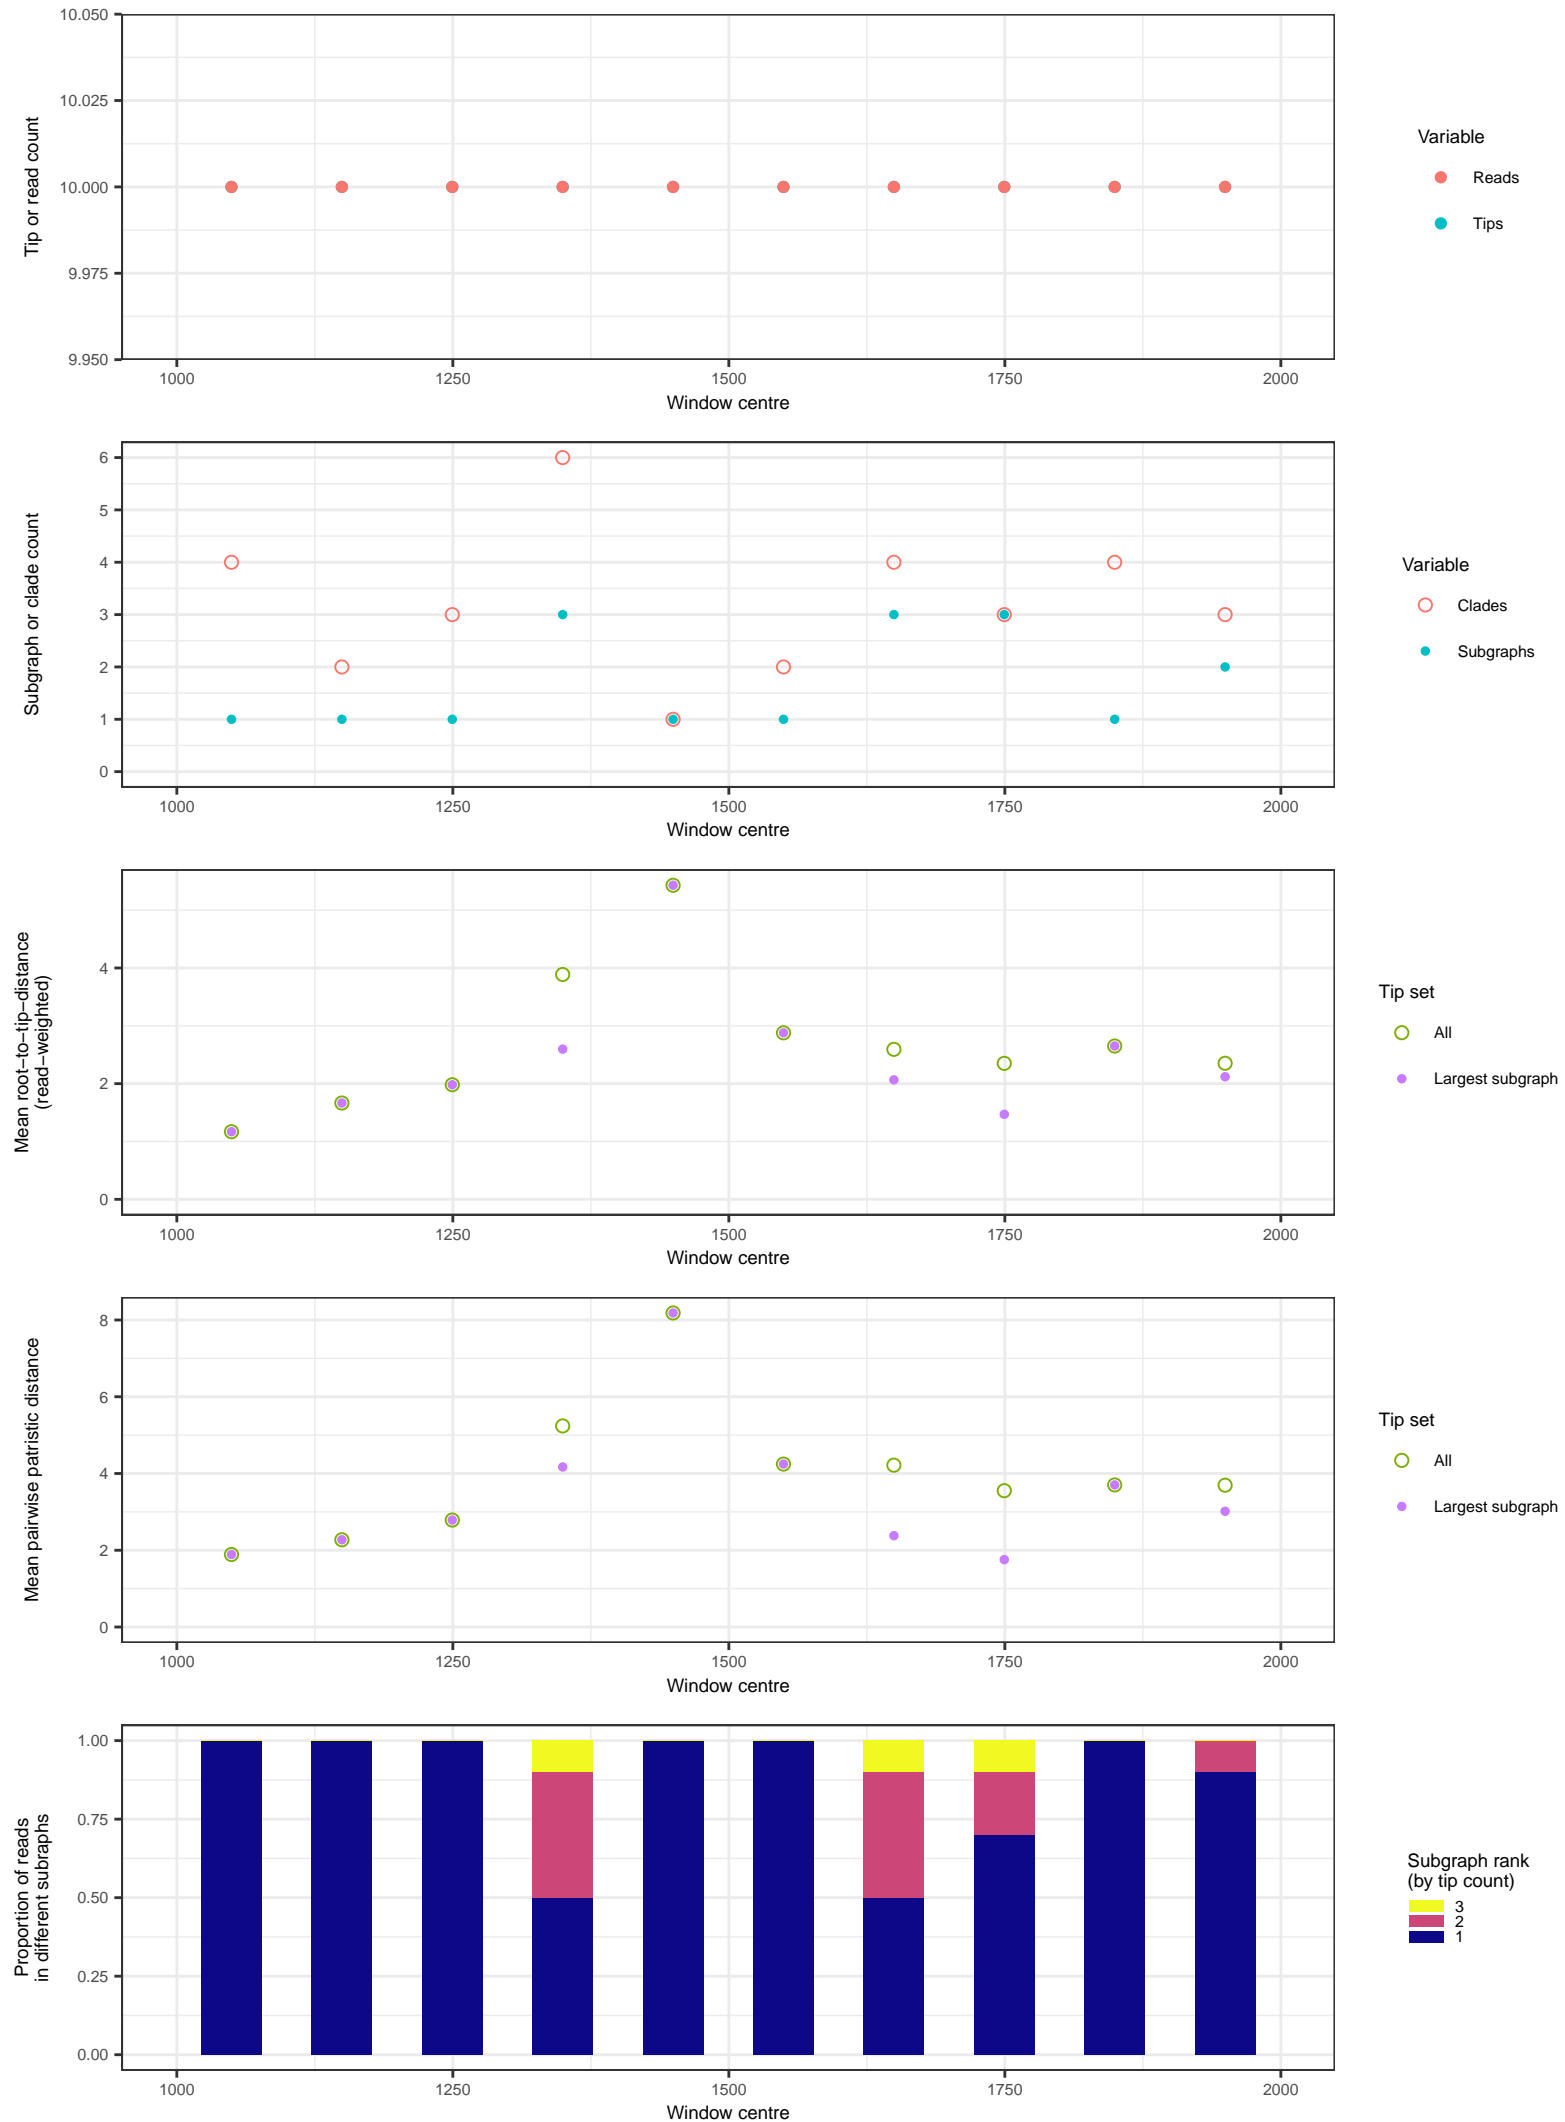 10.050
10.025
10.000
9.975
9.950
Tip or read count
1000 1250 1500 1750 2000
Window centre
Variable
Reads
Tips
6
5
4
3
2
1
0
Subgraph or clade count
1000 1250 1500 1750 2000
Window centre
Variable
Clades
Subgraphs
4
2
0
Mean root−to−tip−distance
(read−weighted)
1000 1250 1500 1750 2000
Window centre
Tip set
All
Largest subgraph
8
6
4
2
0
Mean pairwise patristic distance
1000 1250 1500 1750 2000
Window centre
Tip set
All
Largest subgraph
1.00
0.75
0.50
0.25
0.00
Proportion of reads
in different subraphs
1000 1250 1500 1750 2000
Window centre
Subgraph rank
(by tip count)
3
2
1